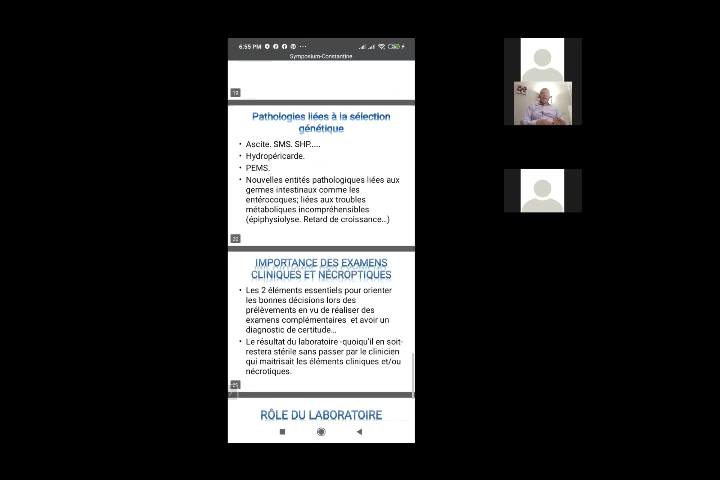 6:55 PM
Symposium-Constantine
Pathologies liées à la sélection
génétique
• Ascite. SMS. SHP.....
• Hydropéricarde.
• PEMS.
• Nouvelles entités pathologiques liées aux
germes intestinaux comme les
entérocoques; liées aux troubles
métaboliques incompréhensibles
(épiphysiolyse. Retard de croissance…)
20
IMPORTANCE DES EXAMENS
CLINIQUES ET NÉCROPTIQUES
• Les 2 éléments essentiels pour orienter
les bonnes décisions lors des
prélèvements en vu de réaliser des
examens complémentaires et avoir un
diagnostic de certitude…
• Le résultat du laboratoire -quoiqu'il en soit-
restera stérile sans passer par le clinicien
qui maitrisait les éléments cliniques et/ou
nécrotiques.
RÔLE DU LABORATOIRE